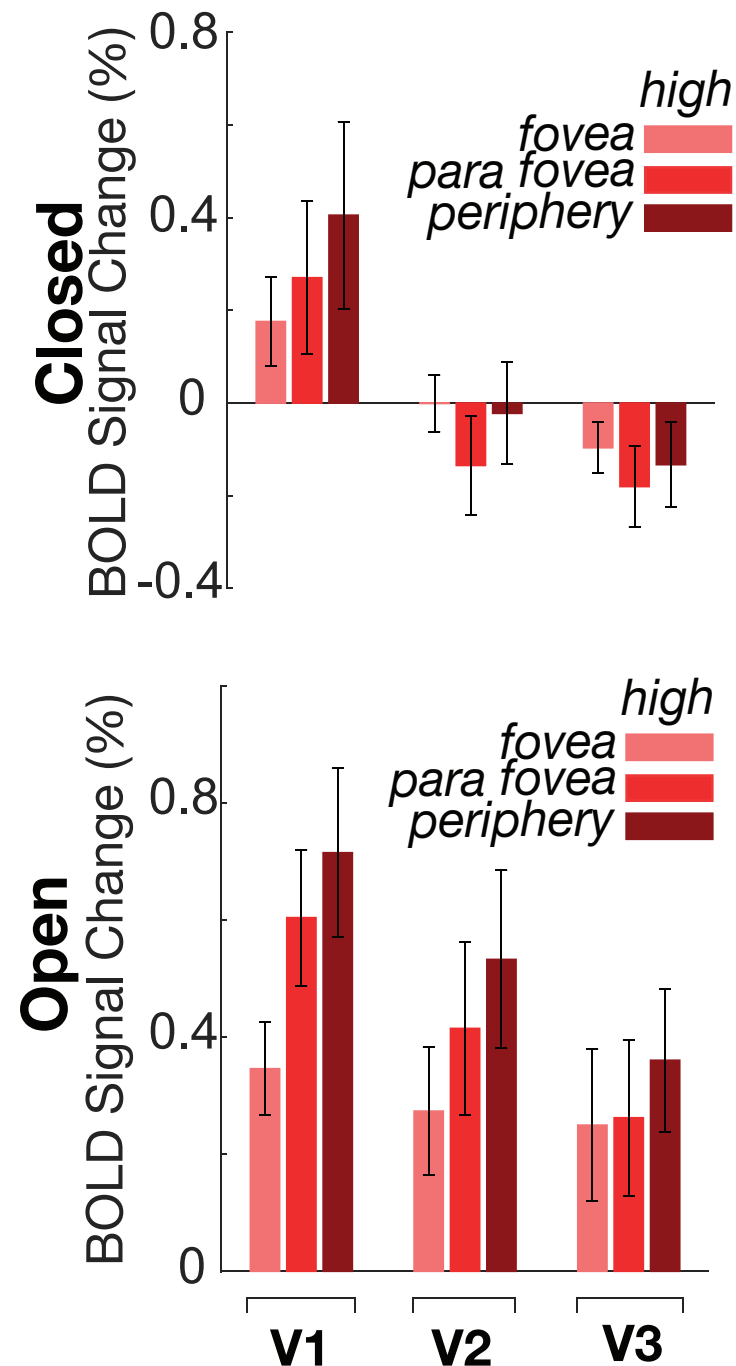 Closed
BOLD Signal Change (%)
0.8
0.4
0
-0.4
high
fovea
para fovea
periphery
Open
BOLD Signal Change (%)
0.8
0.4
0
high
fovea
para fovea
periphery
V1 V2 V3